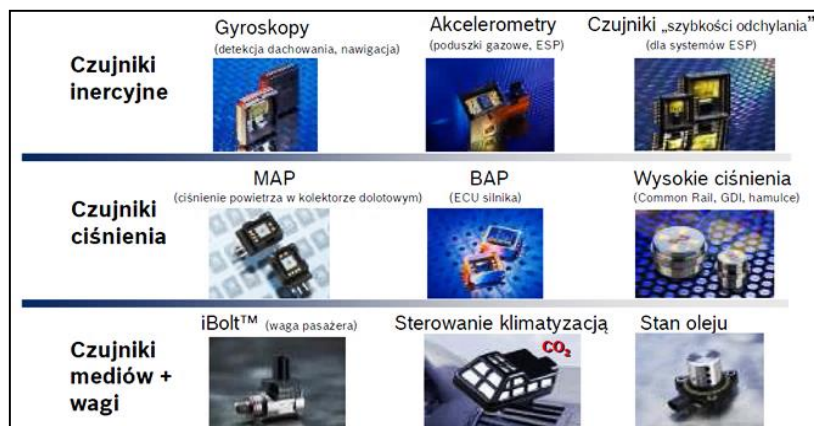 Czujniki
inercyjne
Gyroskopy
(detekcja dachowania, nawigacja)
Akcelerometry
(poduszki gazowe, ESP)
Czujniki „szybkości odchylania”
(dla systemów ESP)
Czujniki
ciśnienia
MAP
(ciśnienie powietrza w kolektorze dolotowym)
BAP
(ECU silnika)
Wysokie ciśnienia
(Common Rail, GDI, hamulce)
Czujniki
mediów +
wagi
iBolt™ (waga pasażera)
Sterowanie klimatyzacją
CO₂
Stan oleju